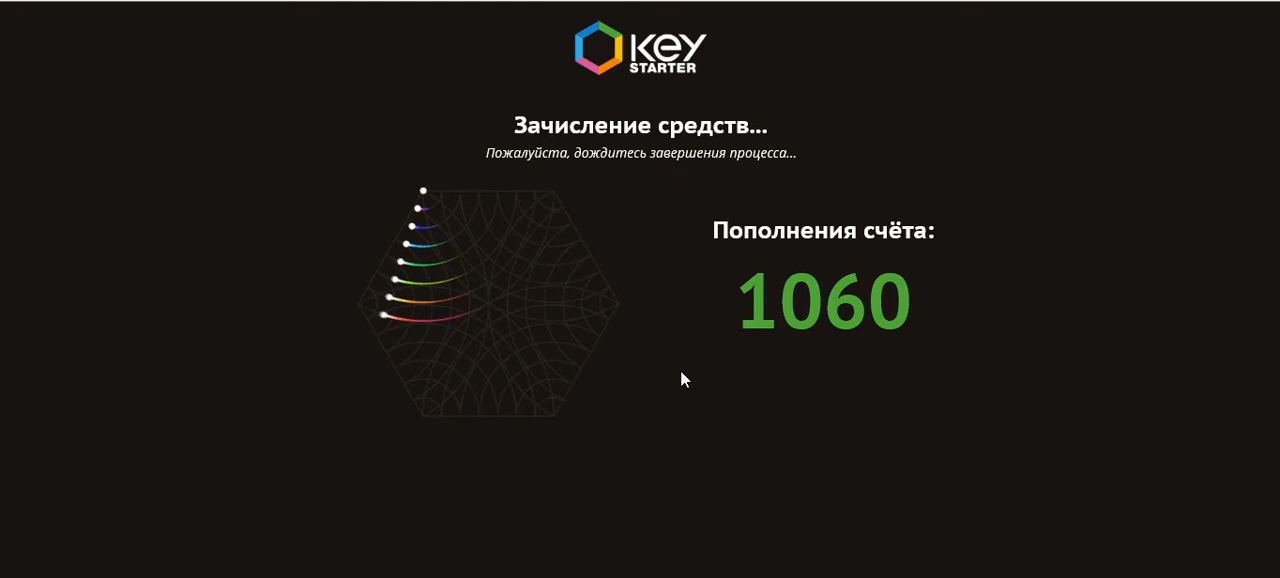 Key
STARTER
Зачисление средств...
Пожалуйста, дождитесь завершения процесса...
Пополнения счёта:
1060